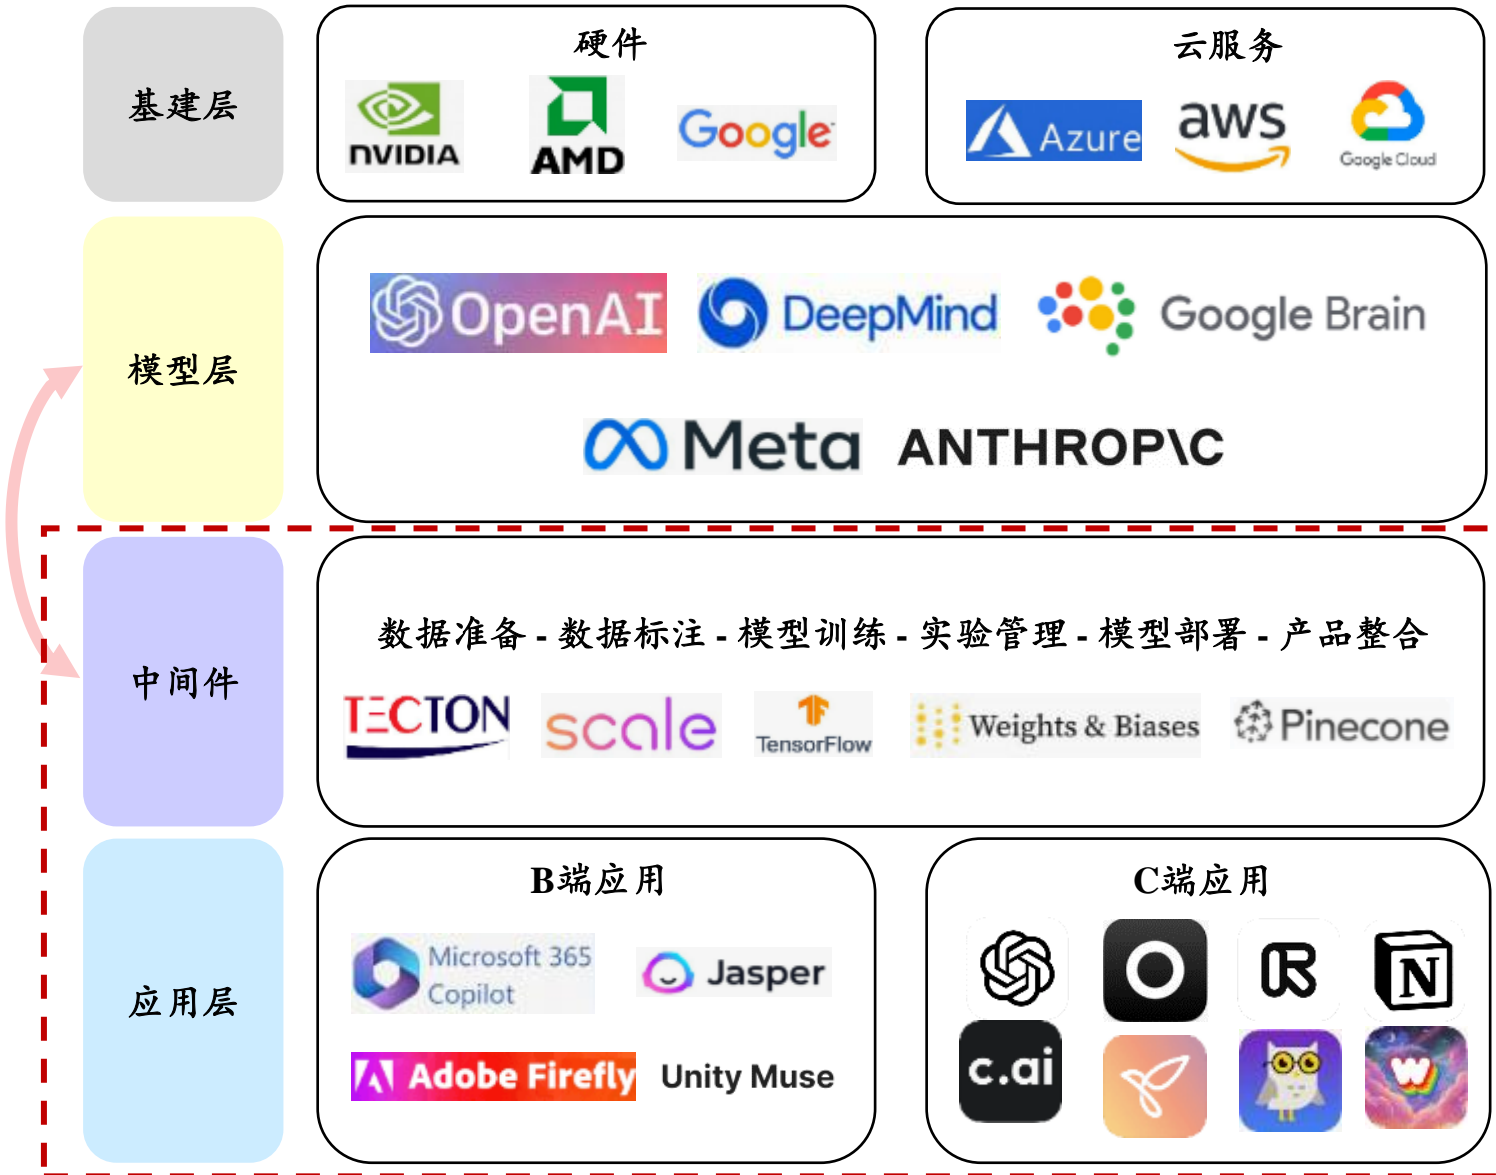 基建层
硬件
NVIDIA
AMD
Google
云服务
Azure
aws
Google Cloud
模型层
OpenAI
DeepMind
Google Brain
Meta
ANTHROP\C
中间件
数据准备 - 数据标注 - 模型训练 - 实验管理 - 模型部署 - 产品整合
TECTON
scale
TensorFlow
Weights & Biases
Pinecone
应用层
B端应用
Microsoft 365
Copilot
Jasper
Adobe Firefly
Unity Muse
C端应用
R
N
c.ai
W